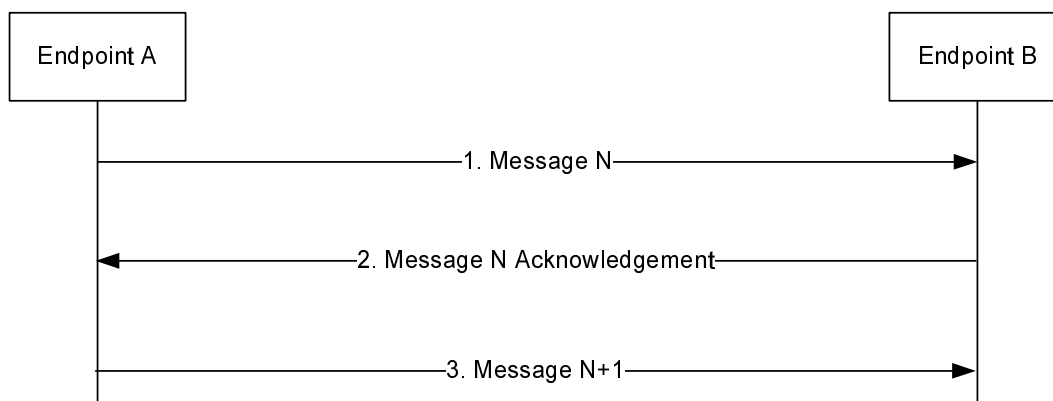 Endpoint A
Endpoint B
1. Message N
2. Message N Acknowledgement
3. Message N+1